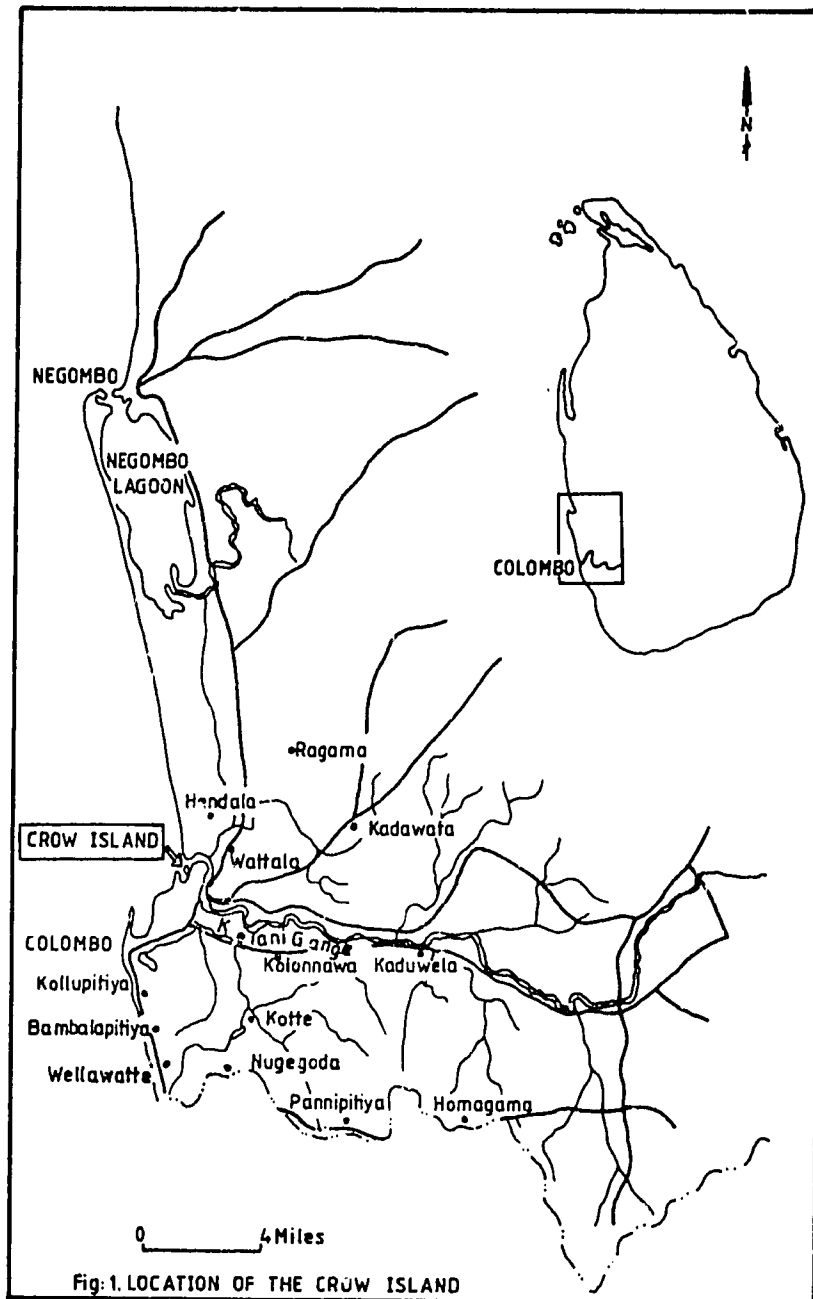 N
NEGOMBO
NEGOMBO
LAGOON
COLOMBO
Ragama
Hendala
Kadawata
CROW ISLAND
Wattala
COLOMBO
K
Tani Ganga
Kolonnawa
Kaduwela
Kollupitiya
Kotte
Bambalapitiya
Nugegoda
Wellawatte
Pannipitiya
Homagama
0 4 Miles
Fig: 1. LOCATION OF THE CROW ISLAND